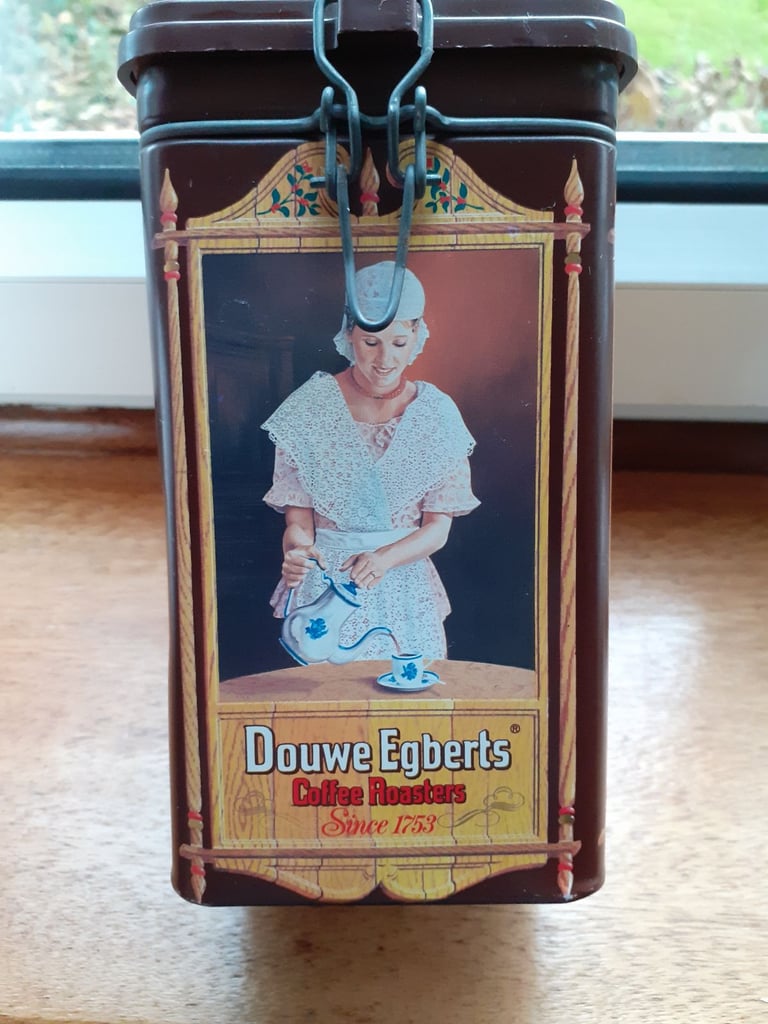 Douwe Egberts®
Coffee Roasters
Since 1753